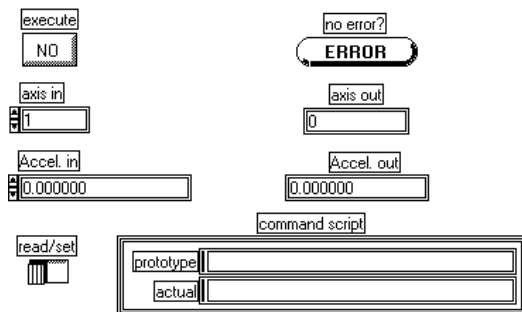 execute
no error?
NO
ERROR
axis in
axis out
1
0
Accel. in
Accel. out
0.000000
0.000000
command script
read/set
prototype
actual